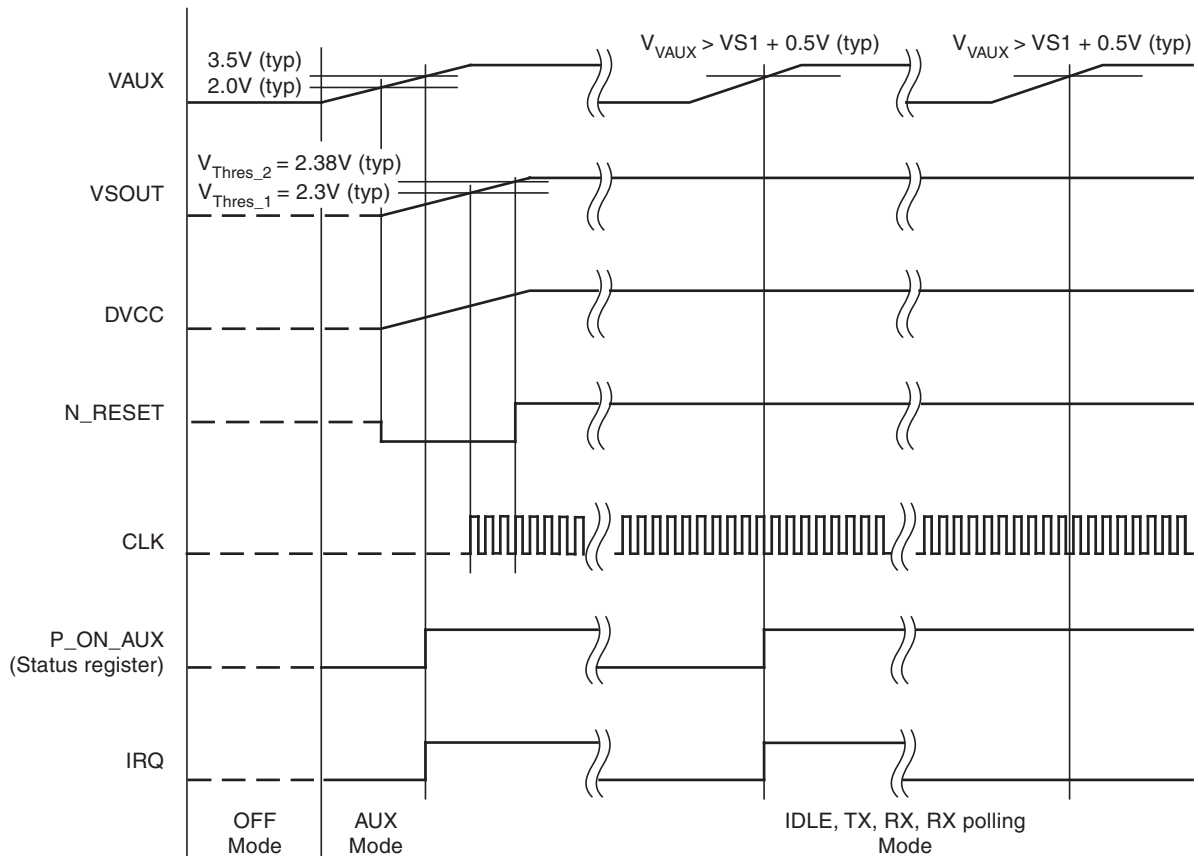 V_VAUX > VS1 + 0.5V (typ)
V_VAUX > VS1 + 0.5V (typ)
3.5V (typ)
VAUX
2.0V (typ)
V_Thres_2 = 2.38V (typ)
VSOUT
V_Thres_1 = 2.3V (typ)
DVCC
N_RESET
CLK
P_ON_AUX
(Status register)
IRQ
OFF
Mode
AUX
Mode
IDLE, TX, RX, RX polling
Mode